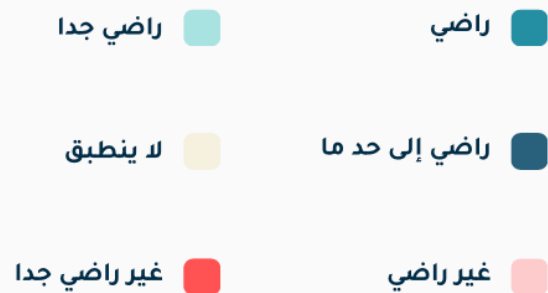 راضي
راضي جدا
راضي إلى حد ما
لا ينطبق
غير راضي
غير راضي جدا